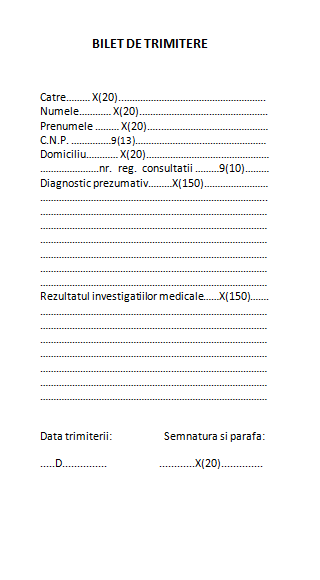 BILET DE TRIMITERE
Catre......... X(20)........................................................
Numele............ X(20).................................................
Prenumele ......... X(20)..............................................
C.N.P. ................9(13)..................................................
Domiciliu............ X(20)...............................................
.......................nr. reg. consultatii .........9(10).........
Diagnostic prezumativ.........X(150)........................
.......................................................................................
.......................................................................................
.......................................................................................
.......................................................................................
.......................................................................................
.......................................................................................
.......................................................................................
Rezultatul investigatiilor medicale......X(150).......
.......................................................................................
.......................................................................................
.......................................................................................
.......................................................................................
.......................................................................................
.......................................................................................
.......................................................................................
Data trimiterii: Semnatura si parafa:
.....D................ .............X(20)...............